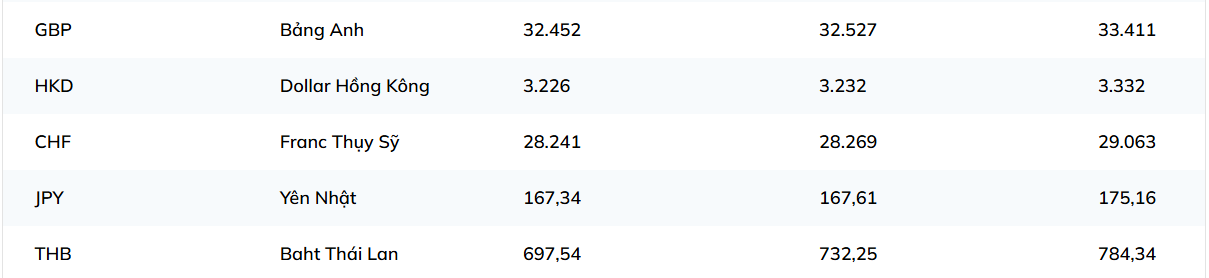 GBP Bảng Anh 32.452 32.527 33.411
HKD Dollar Hồng Kông 3.226 3.232 3.332
CHF Franc Thụy Sỹ 28.241 28.269 29.063
JPY Yên Nhật 167,34 167,61 175,16
THB Baht Thái Lan 697,54 732,25 784,34